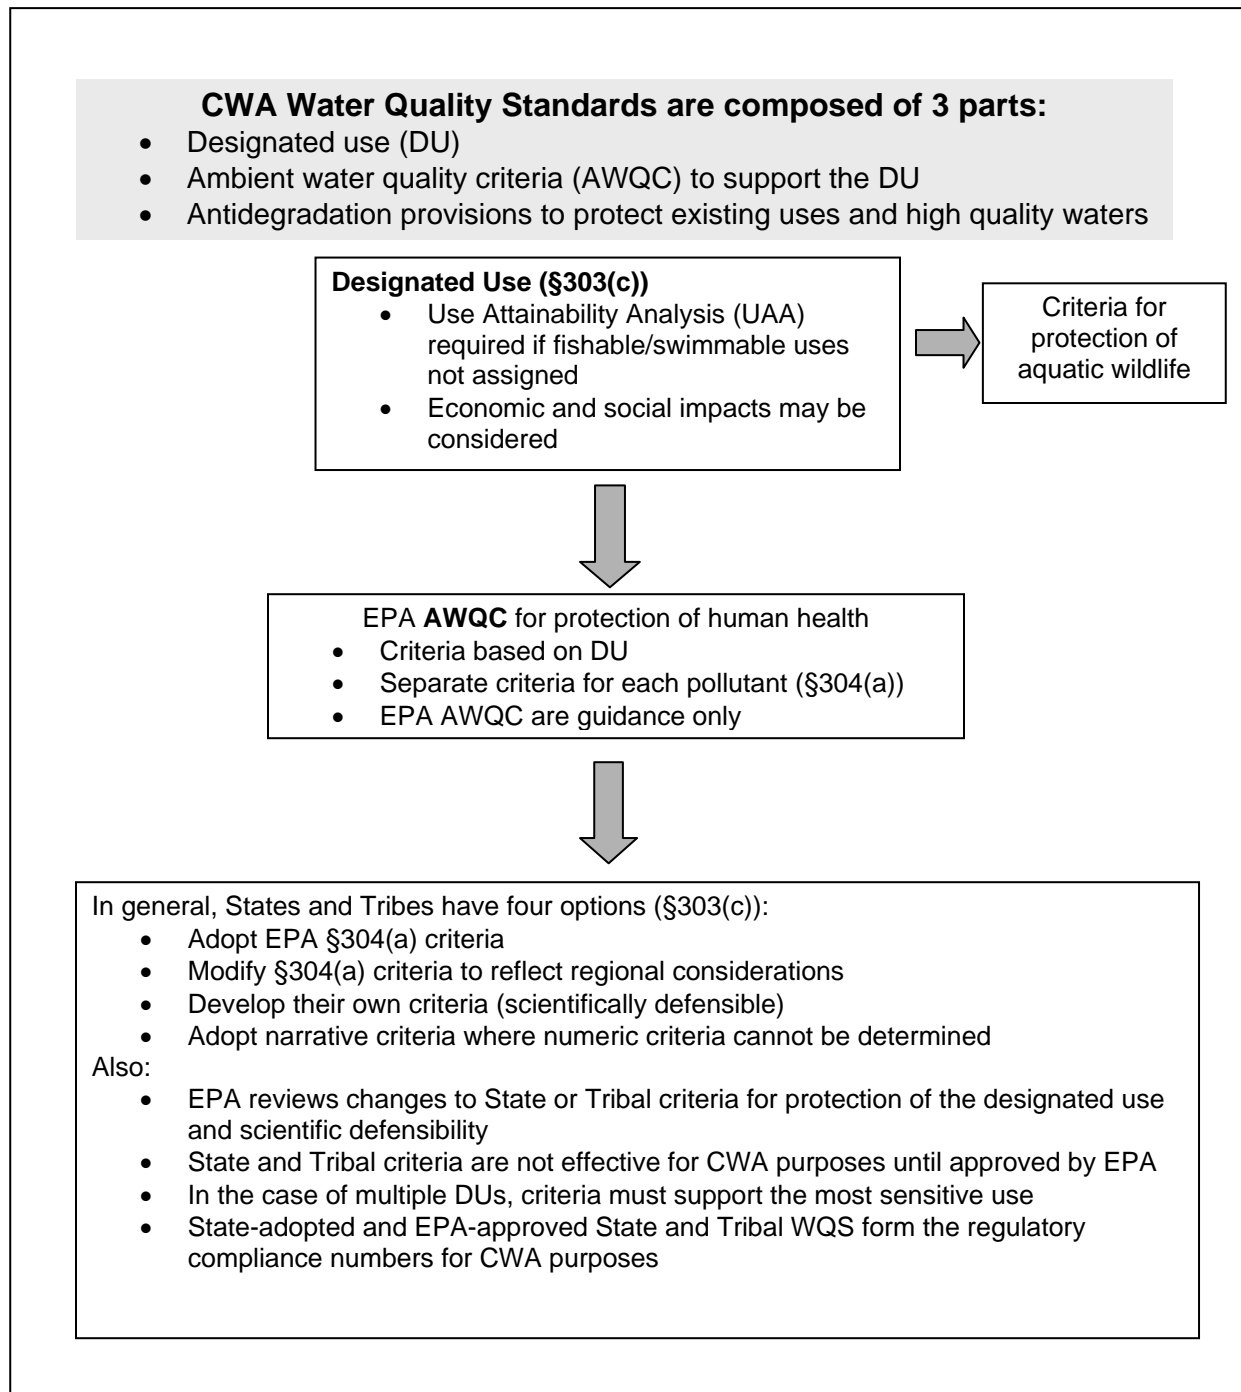 CWA Water Quality Standards are composed of 3 parts:
• Designated use (DU)
• Ambient water quality criteria (AWQC) to support the DU
• Antidegradation provisions to protect existing uses and high quality waters
Designated Use (§303(c))
• Use Attainability Analysis (UAA)
required if fishable/swimmable uses
not assigned
• Economic and social impacts may be
considered
Criteria for
protection of
aquatic wildlife
EPA AWQC for protection of human health
• Criteria based on DU
• Separate criteria for each pollutant (§304(a))
• EPA AWQC are guidance only
In general, States and Tribes have four options (§303(c)):
• Adopt EPA §304(a) criteria
• Modify §304(a) criteria to reflect regional considerations
• Develop their own criteria (scientifically defensible)
• Adopt narrative criteria where numeric criteria cannot be determined
Also:
• EPA reviews changes to State or Tribal criteria for protection of the designated use
and scientific defensibility
• State and Tribal criteria are not effective for CWA purposes until approved by EPA
• In the case of multiple DUs, criteria must support the most sensitive use
• State-adopted and EPA-approved State and Tribal WQS form the regulatory
compliance numbers for CWA purposes